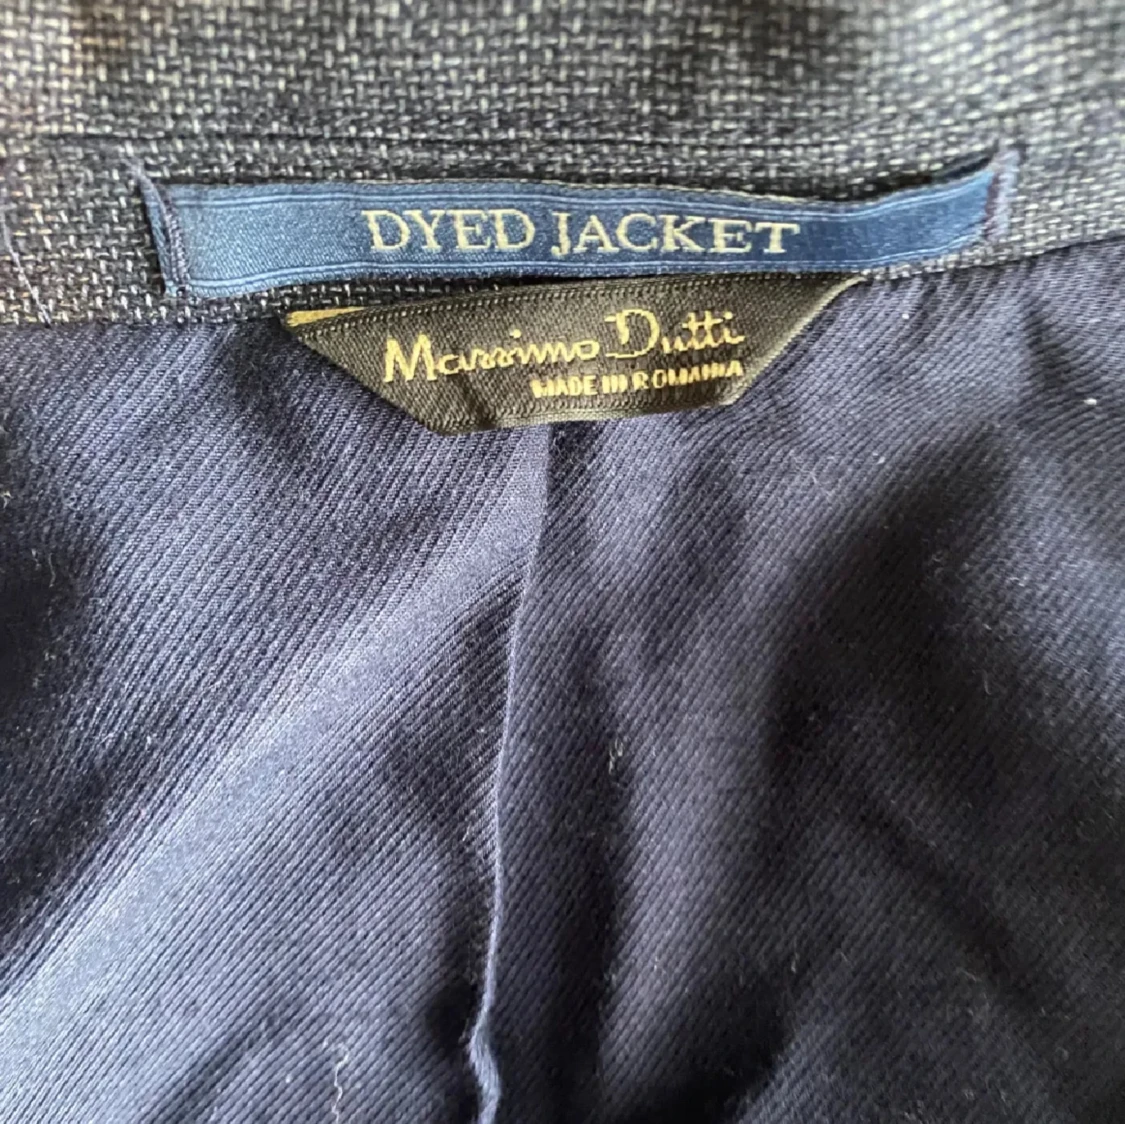 DYED JACKET
Massimo Dutti
MADE IN ROMANIA